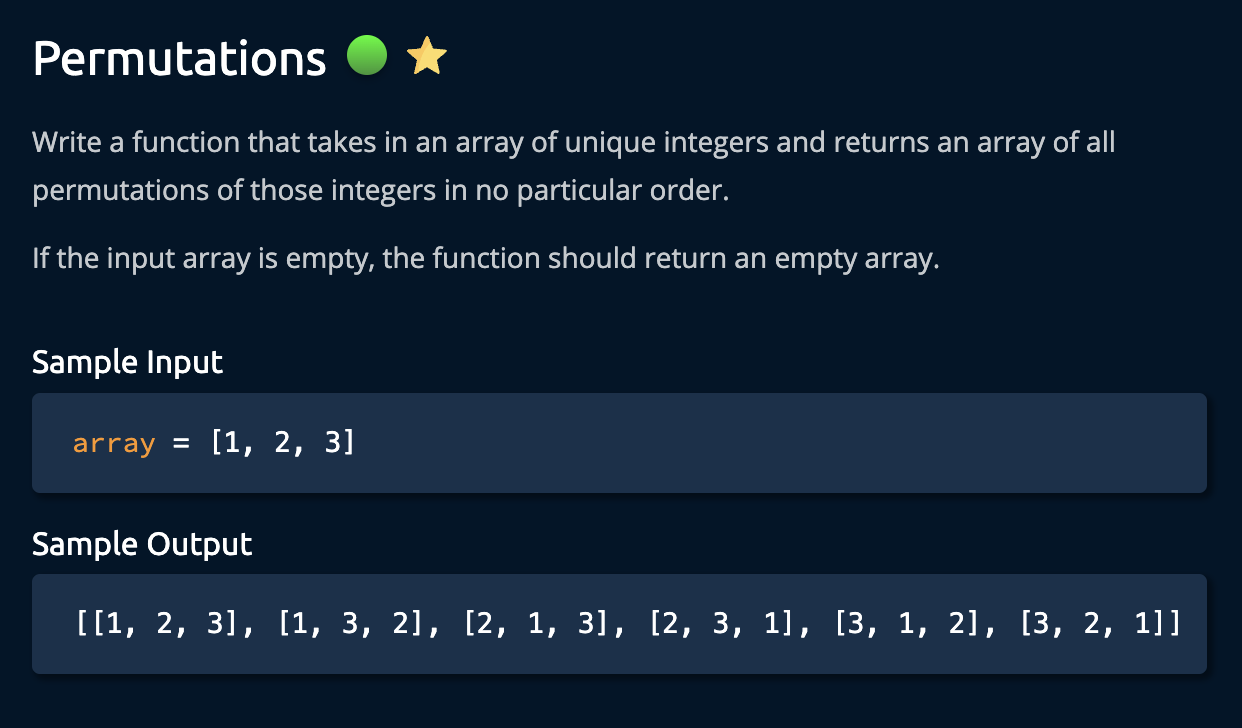 Permutations
Write a function that takes in an array of unique integers and returns an array of all
permutations of those integers in no particular order.
If the input array is empty, the function should return an empty array.
Sample Input
array = [1, 2, 3]
Sample Output
[[1, 2, 3], [1, 3, 2], [2, 1, 3], [2, 3, 1], [3, 1, 2], [3, 2, 1]]